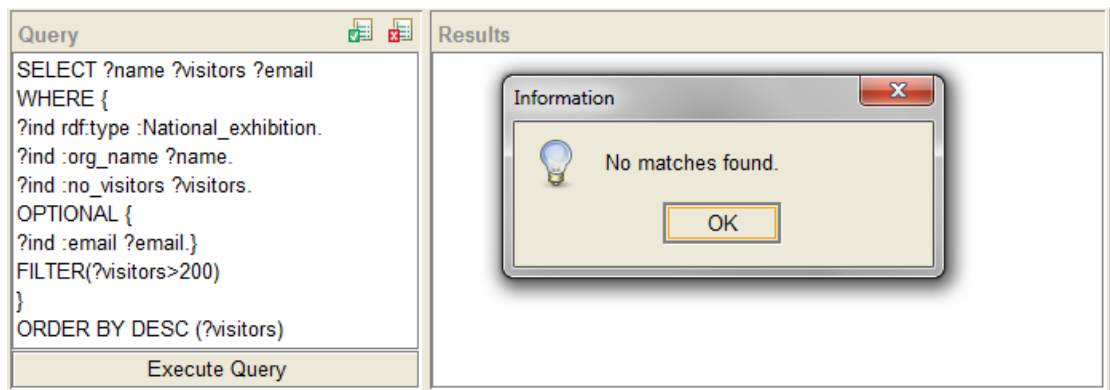 Query
SELECT ?name ?visitors ?email
WHERE {
?ind rdf:type :National_exhibition.
?ind :org_name ?name.
?ind :no_visitors ?visitors.
OPTIONAL {
?ind :email ?email.}
FILTER(?visitors>200)
}
ORDER BY DESC (?visitors)
Execute Query
Results
Information
No matches found.
OK